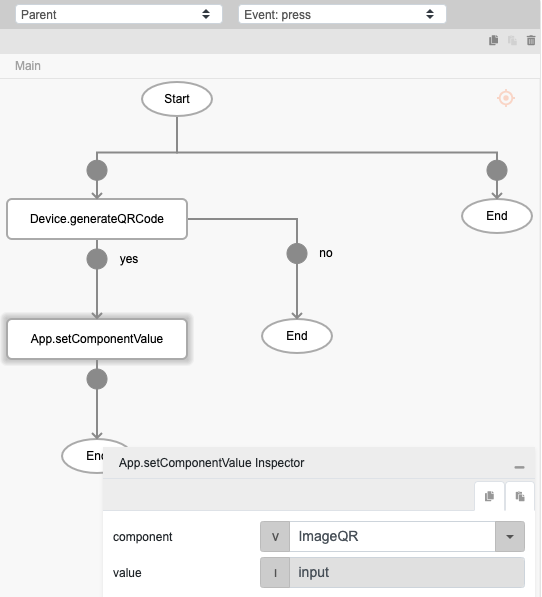 Parent
Event: press
Main
Start
End
Device.generateQRCode
yes
no
App.setComponentValue
End
End
App.setComponentValue Inspector
component
V
ImageQR
value
I
input